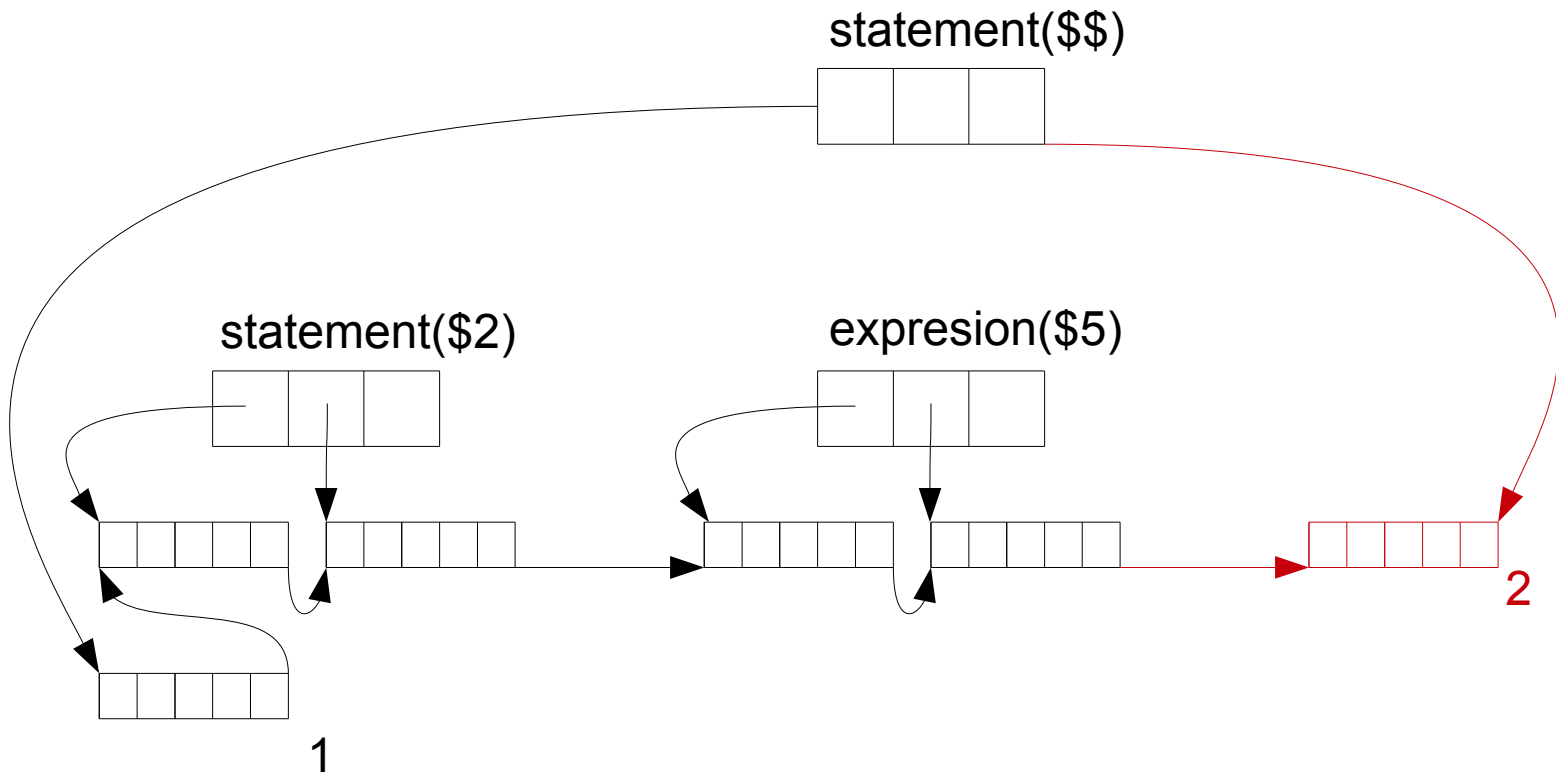 statement($$)
statement($2)
expresion($5)
2
1